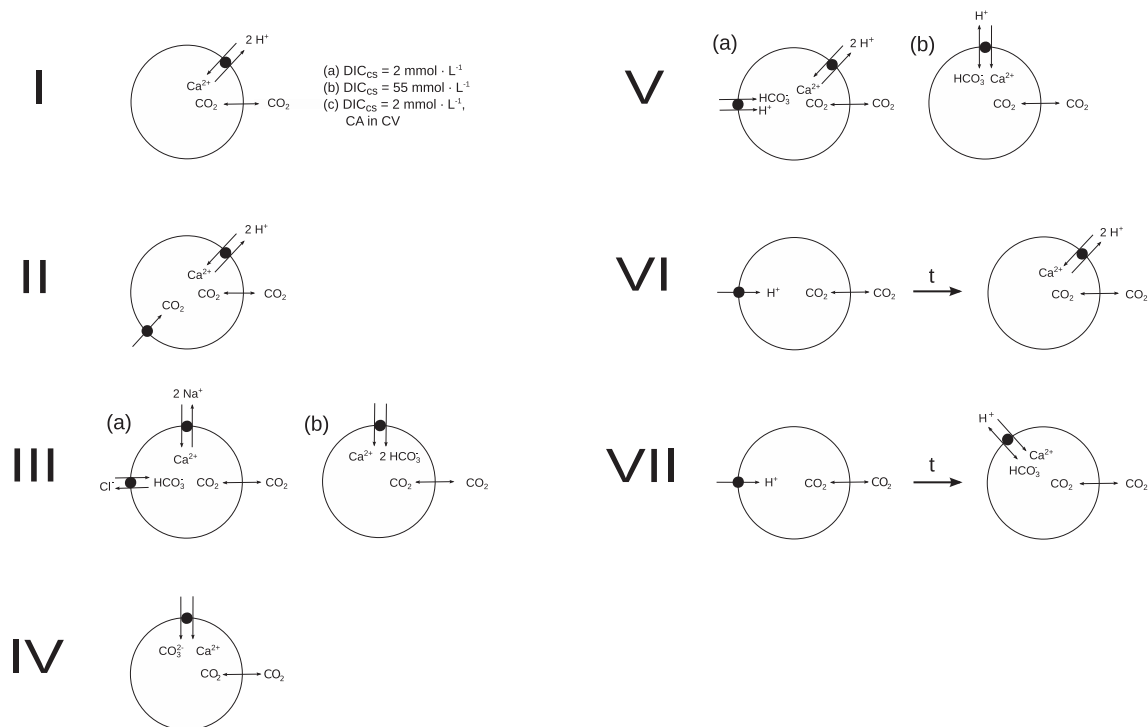 I
2 H⁺
Ca²⁺
CO₂
CO₂
(a) DIC_cs = 2 mmol · L⁻¹
(b) DIC_cs = 55 mmol · L⁻¹
(c) DIC_cs = 2 mmol · L⁻¹,
CA in CV
II
2 H⁺
Ca²⁺
CO₂
CO₂
CO₂
III
(a)
2 Na⁺
Ca²⁺
Cl⁻
HCO₃⁻
CO₂
CO₂
(b)
Ca²⁺ 2 HCO₃⁻
CO₂
CO₂
IV
CO₃²⁻ Ca²⁺
CO₂
CO₂
V
(a)
2 H⁺
Ca²⁺
HCO₃⁻
H⁺
CO₂
CO₂
(b)
H⁺
HCO₃⁻ Ca²⁺
CO₂
CO₂
VI
H⁺
CO₂
CO₂
t
2 H⁺
Ca²⁺
CO₂
CO₂
VII
H⁺
CO₂
CO₂
t
H⁺
Ca²⁺
HCO₃⁻
CO₂
CO₂